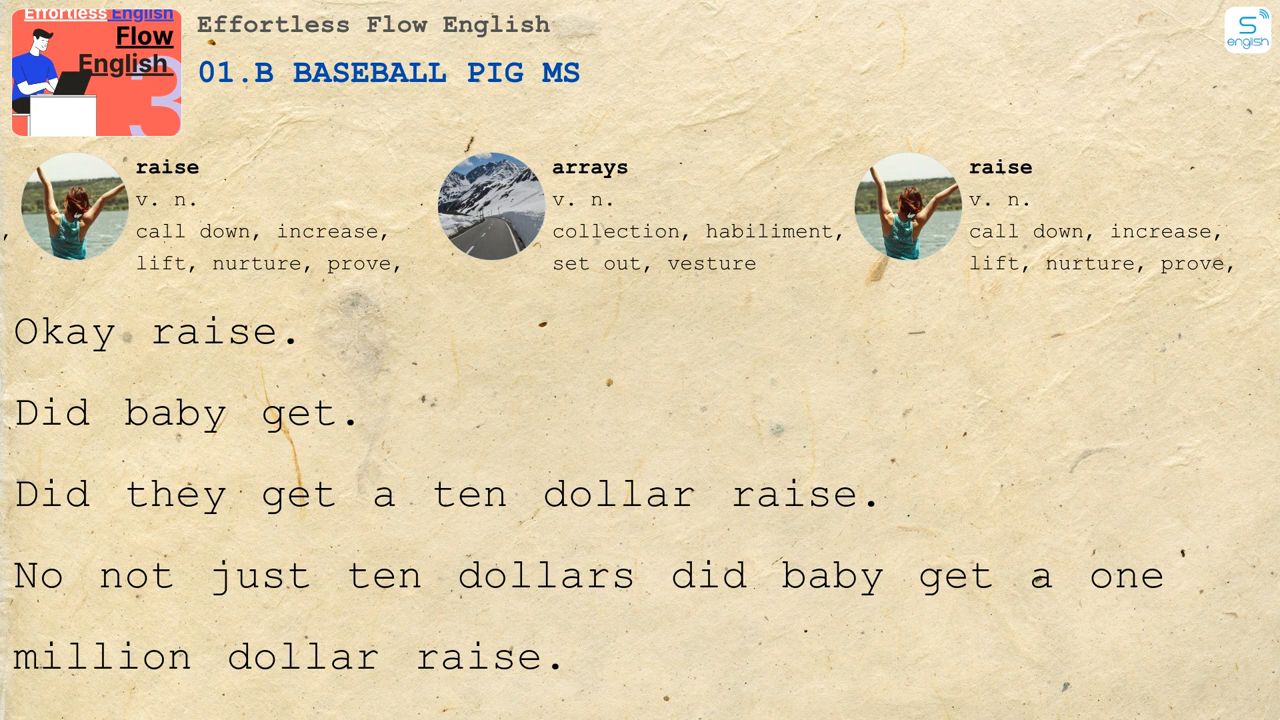 Effortless English
Flow
English
3
Effortless Flow English
01.B BASEBALL PIG MS
S
english
raise
v. n.
call down, increase,
lift, nurture, prove,
arrays
v. n.
collection, habiliment,
set out, vesture
raise
v. n.
call down, increase,
lift, nurture, prove,
Okay raise.
Did baby get.
Did they get a ten dollar raise.
No not just ten dollars did baby get a one
million dollar raise.